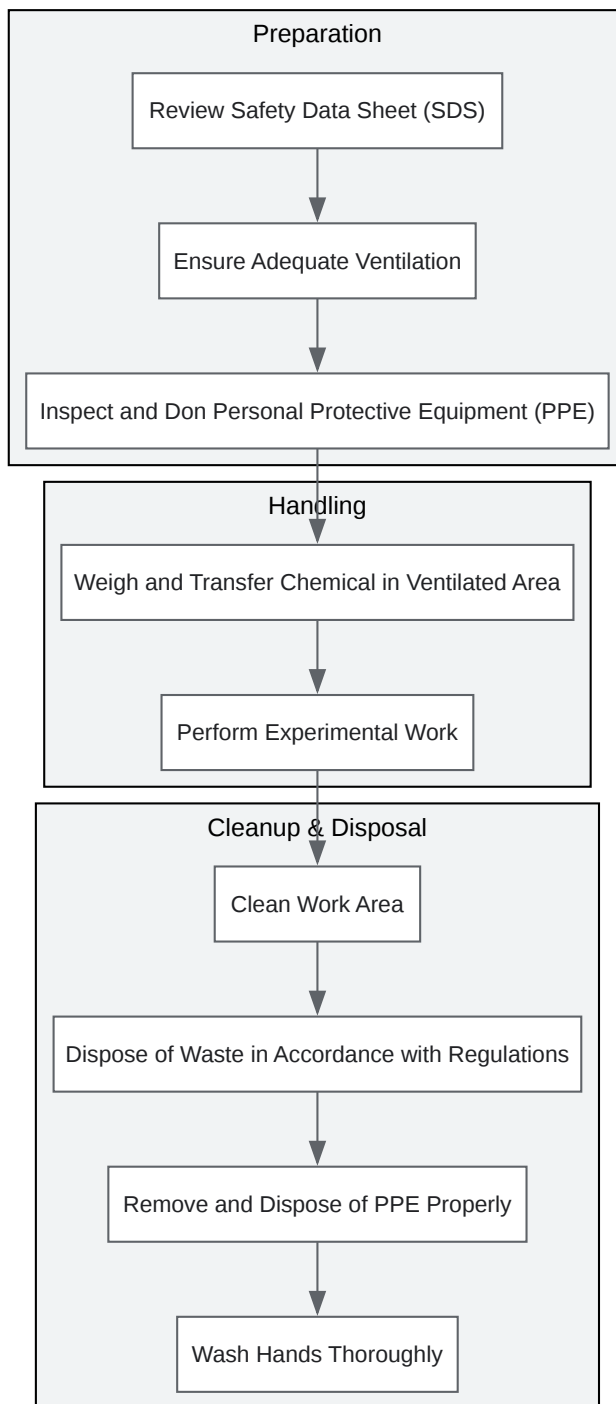 Preparation
Review Safety Data Sheet (SDS)
Ensure Adequate Ventilation
Inspect and Don Personal Protective Equipment (PPE)
Handling
Weigh and Transfer Chemical in Ventilated Area
Perform Experimental Work
Cleanup & Disposal
Clean Work Area
Dispose of Waste in Accordance with Regulations
Remove and Dispose of PPE Properly
Wash Hands Thoroughly